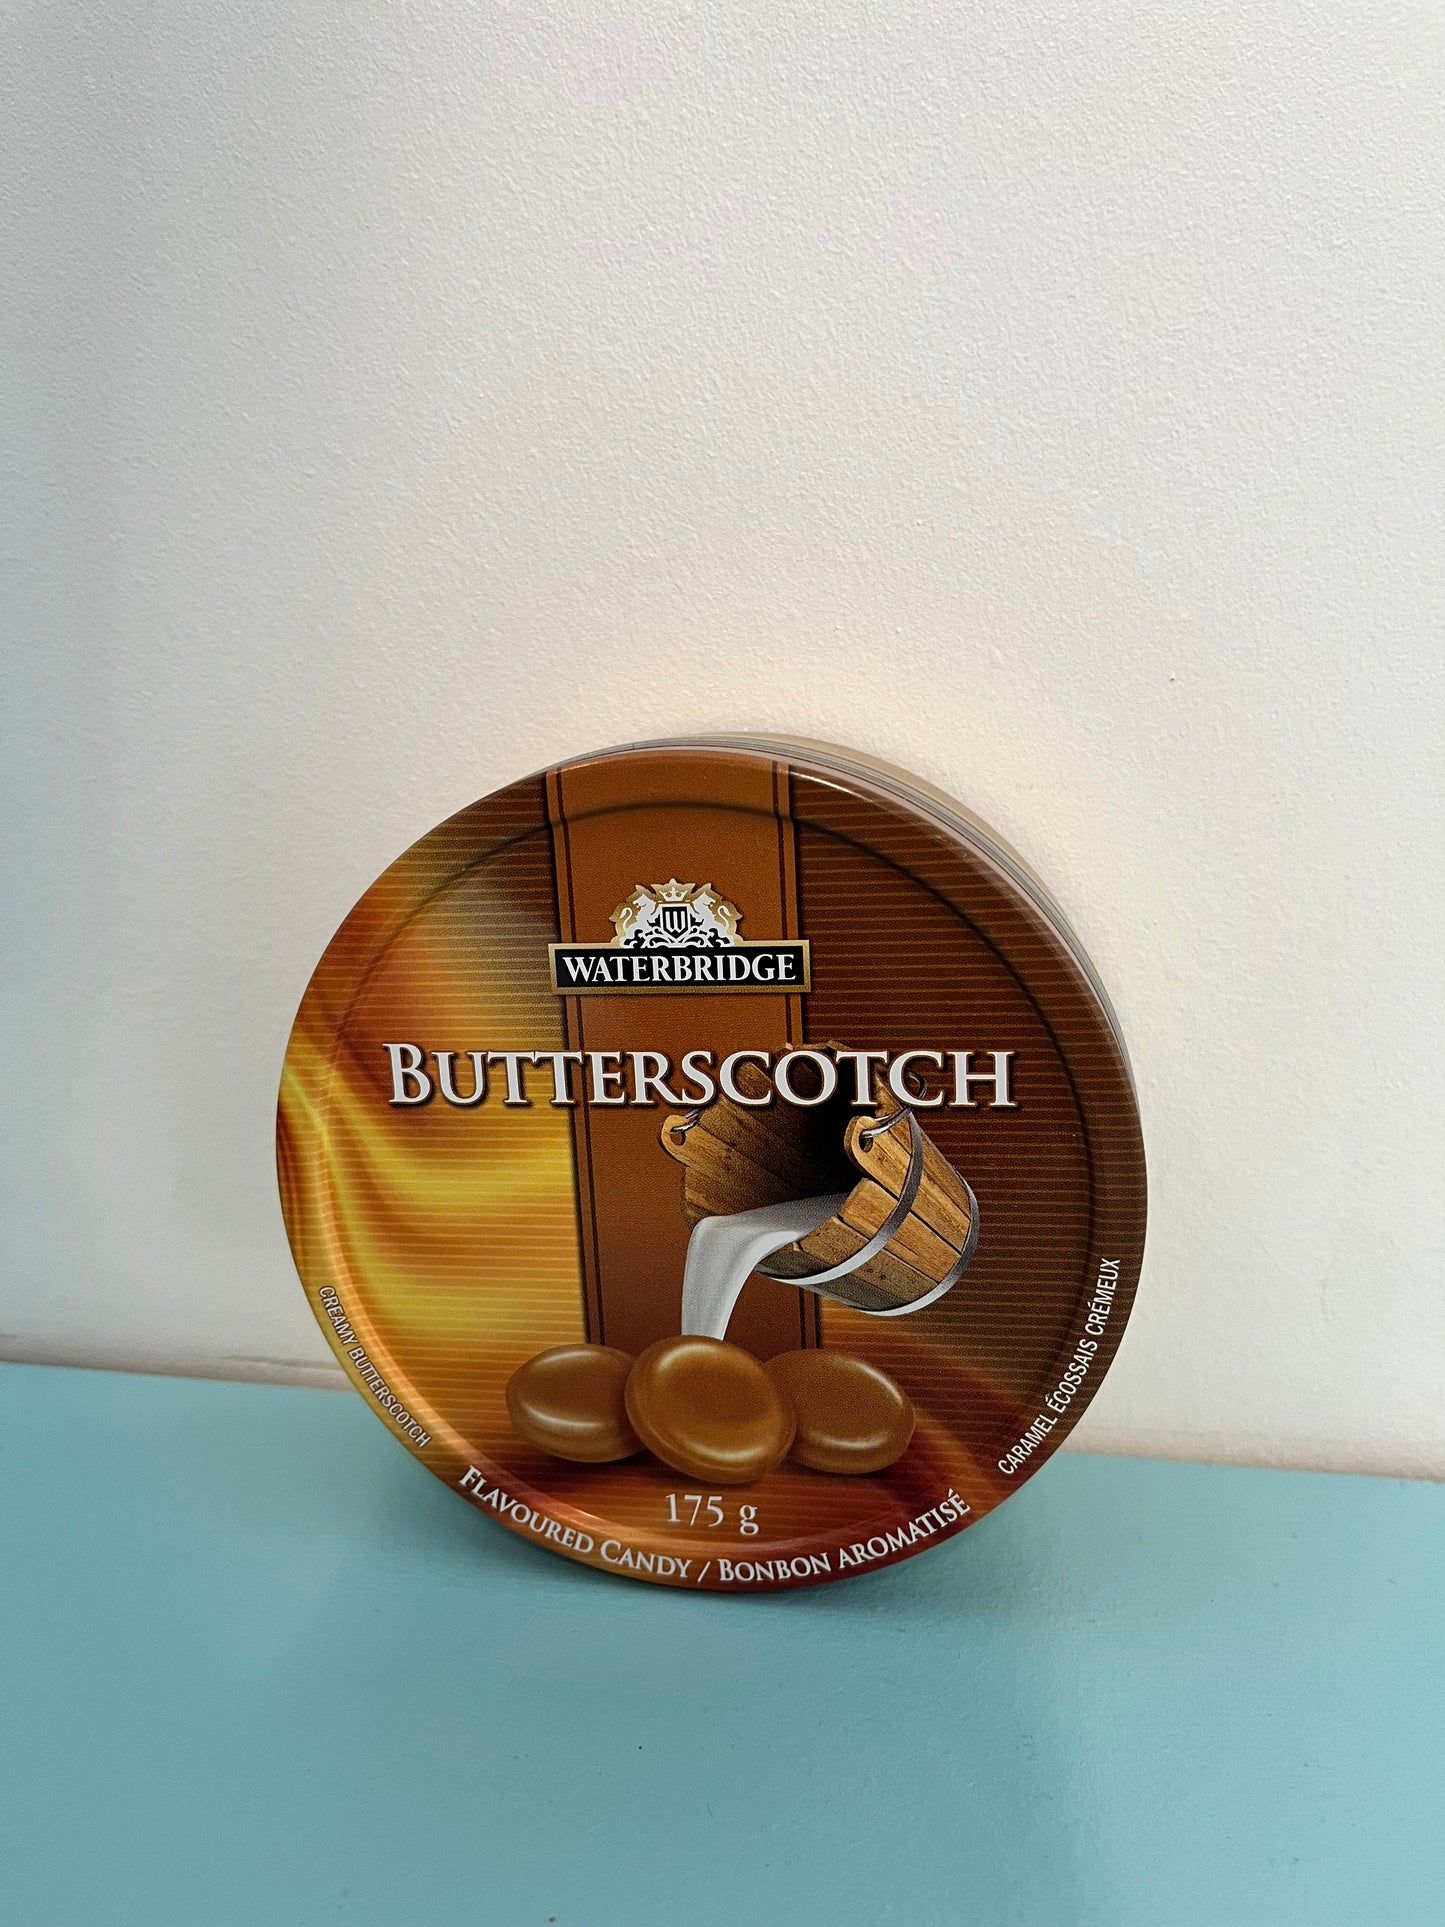 W
WATERBRIDGE
BUTTERSCOTCH
CREAMY BUTTERSCOTCH
CARAMEL ÉCOSSAIS CRÉMEUX
175 g
FLAVOURED CANDY / BONBON AROMATISÉ